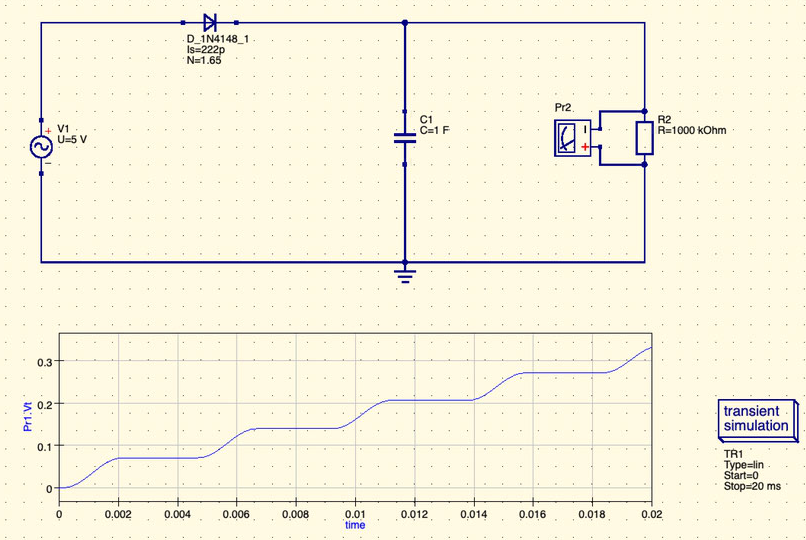 D_1N4148_1
Is=222p
N=1.65
V1
U=5 V
+
−
C1
C=1 F
Pr2
+
R2
R=1000 kOhm
Pr1.Vt
0.3
0.2
0.1
0
0 0.002 0.004 0.006 0.008 0.01 0.012 0.014 0.016 0.018 0.02
time
transient
simulation
TR1
Type=lin
Start=0
Stop=20 ms